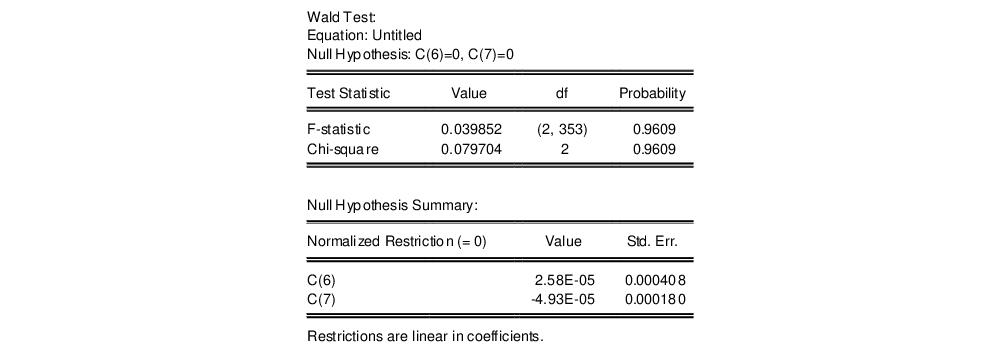 Wald Test:
Equation: Untitled
Null Hypothesis: C(6)=0, C(7)=0
Test Statistic Value df Probability
F-statistic 0.039852 (2, 353) 0.9609
Chi-square 0.079704 2 0.9609
Null Hypothesis Summary:
Normalized Restriction (= 0) Value Std. Err.
C(6) 2.58E-05 0.000408
C(7) -4.93E-05 0.000180
Restrictions are linear in coefficients.